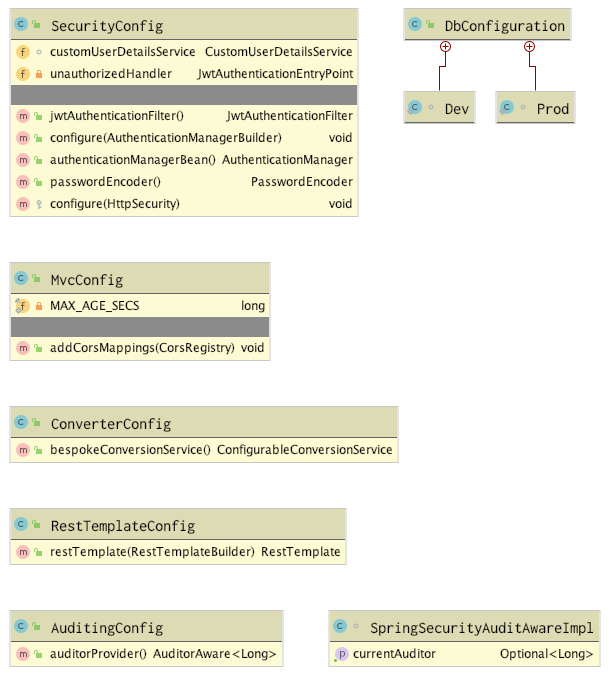 SecurityConfig
customUserDetailsService CustomUserDetailsService
unauthorizedHandler JwtAuthenticationEntryPoint
jwtAuthenticationFilter() JwtAuthenticationFilter
configure(AuthenticationManagerBuilder) void
authenticationManagerBean() AuthenticationManager
passwordEncoder() PasswordEncoder
configure(HttpSecurity) void
DbConfiguration
Dev
Prod
MvcConfig
MAX_AGE_SECS long
addCorsMappings(CorsRegistry) void
ConverterConfig
bespokeConversionService() ConfigurableConversionService
RestTemplateConfig
restTemplate(RestTemplateBuilder) RestTemplate
AuditingConfig
auditorProvider() AuditorAware<Long>
SpringSecurityAuditAwareImpl
currentAuditor Optional<Long>